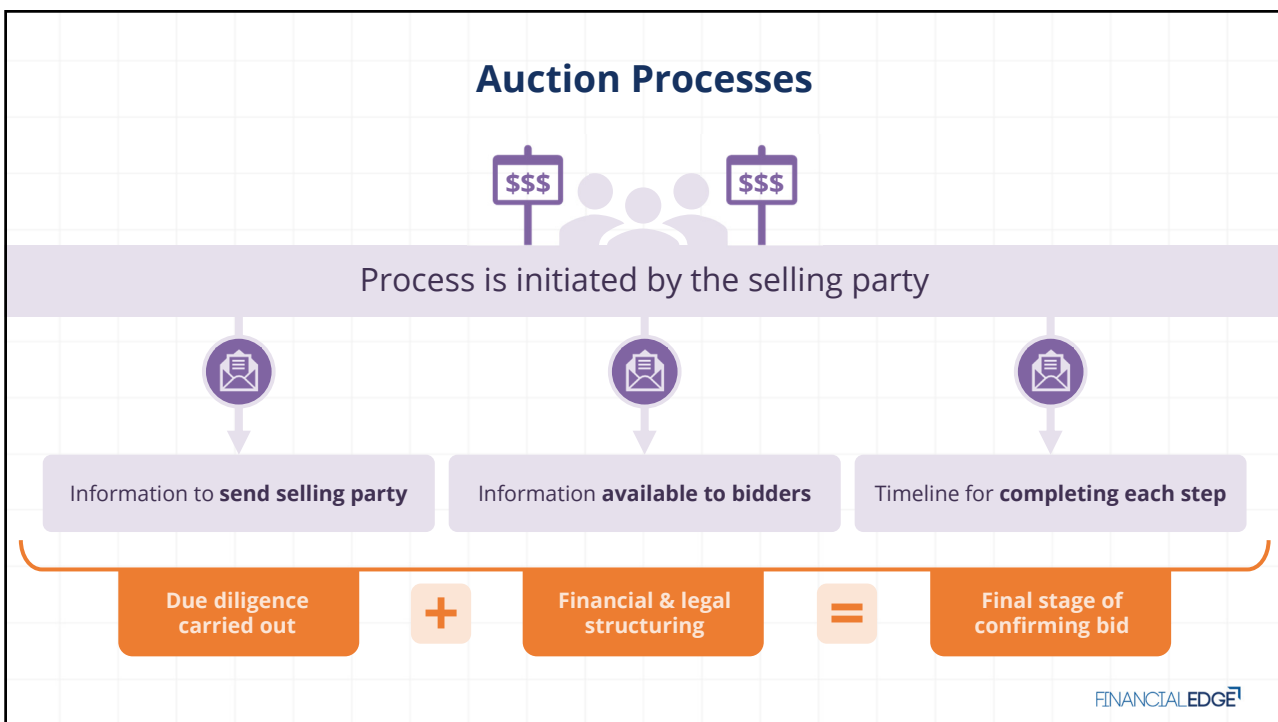 Auction Processes
$$$
$$$
Process is initiated by the selling party
Information to send selling party
Information available to bidders
Timeline for completing each step
Due diligence
carried out
+
Financial & legal
structuring
=
Final stage of
confirming bid
FINANCIALEDGE